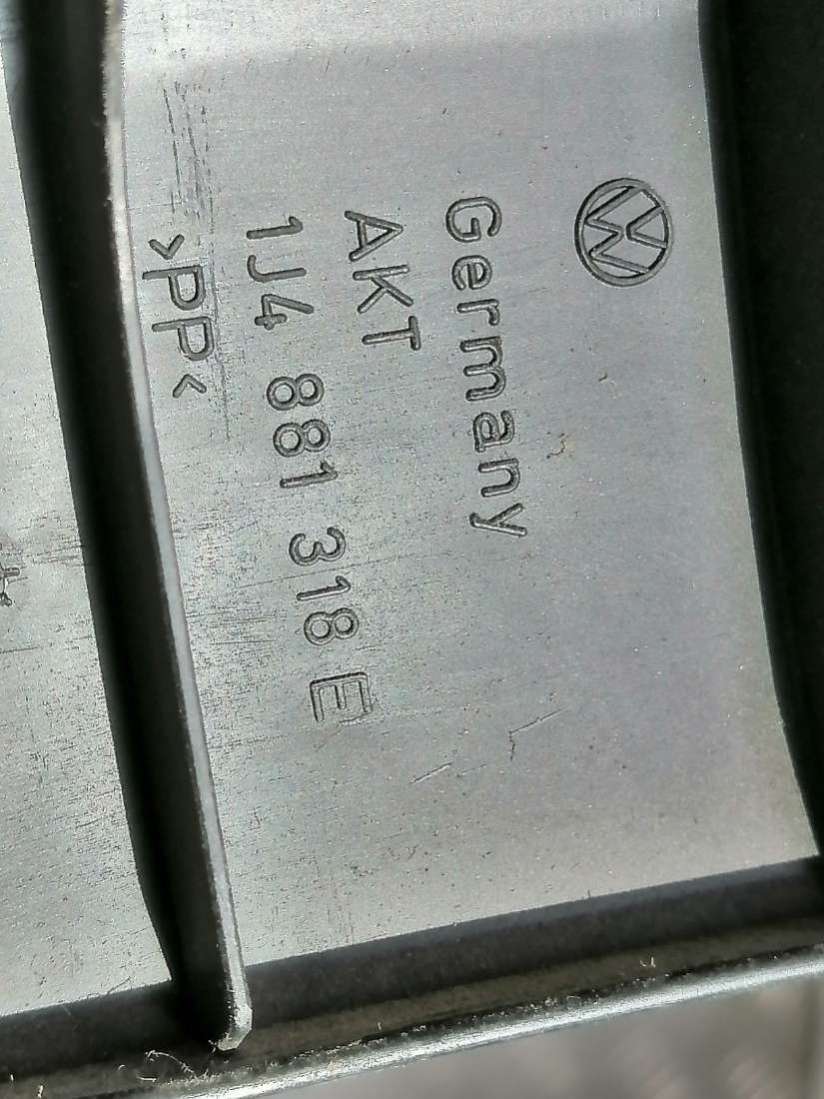 Germany
AKT
1J4 881 318 E
>PP<